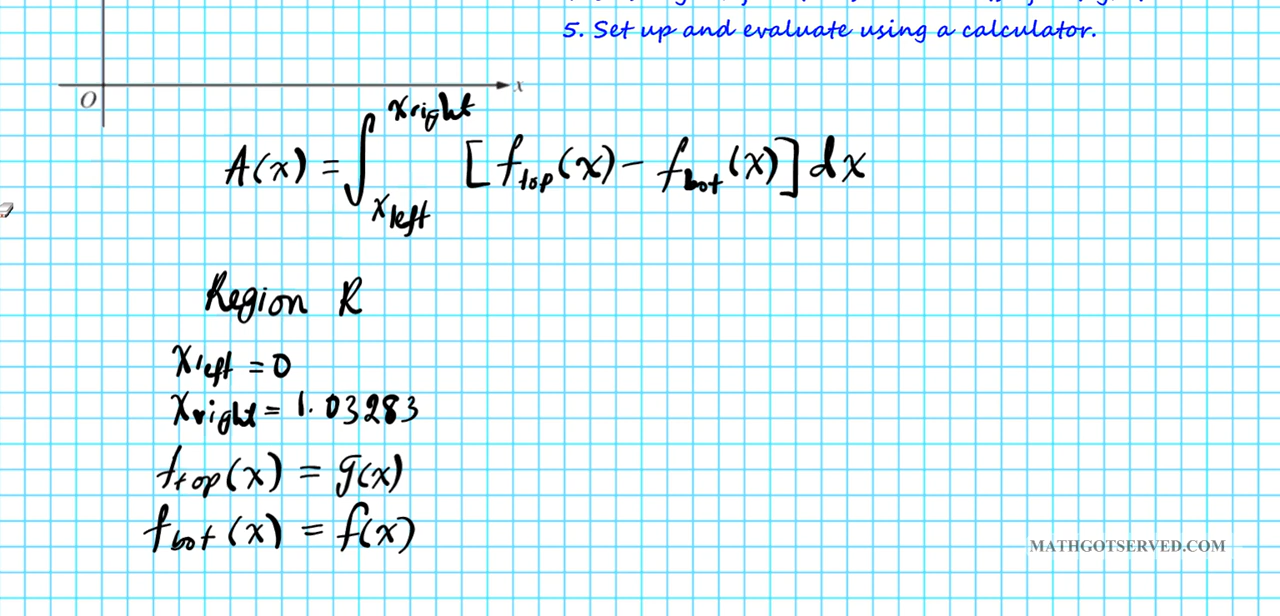 5. Set up and evaluate using a calculator.
x
O
A(x) = ∫_{x_left}^{x_right} [f_top(x) − f_bot(x)] dx
Region R
x_left = 0
x_right = 1.03283
f_top(x) = g(x)
f_bot(x) = f(x)
MATHGOTSERVED.COM